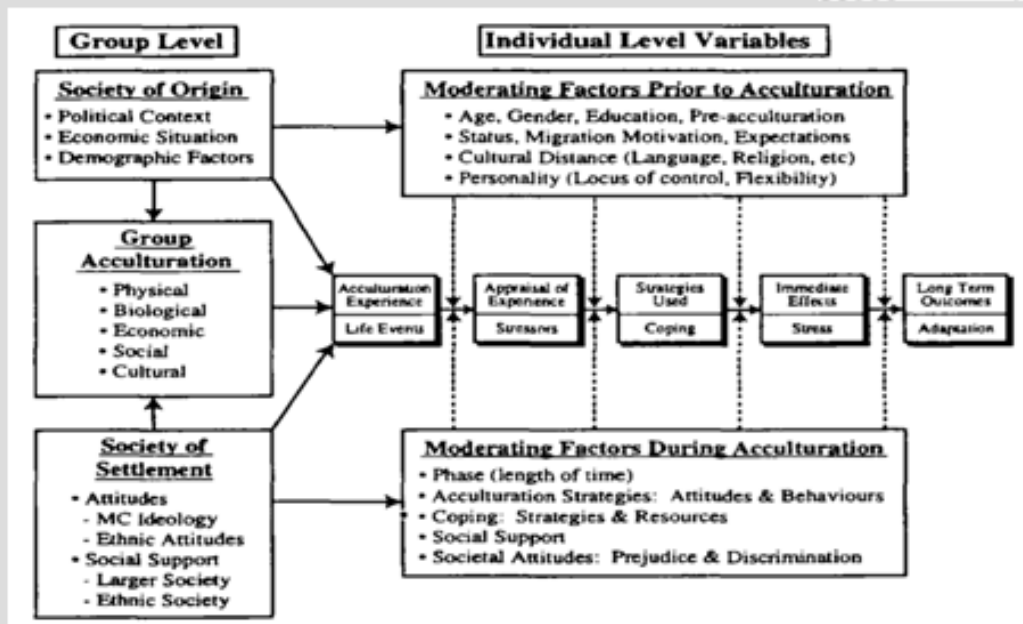 Group Level
Individual Level Variables
Society of Origin
• Political Context
• Economic Situation
• Demographic Factors
Moderating Factors Prior to Acculturation
• Age, Gender, Education, Pre-acculturation
• Status, Migration Motivation, Expectations
• Cultural Distance (Language, Religion, etc)
• Personality (Locus of control, Flexibility)
Group
Acculturation
• Physical
• Biological
• Economic
• Social
• Cultural
Acculturation
Experience
Life Events
Appraisal of
Experience
Stressors
Strategies
Used
Coping
Immediate
Effects
Stress
Long Term
Outcomes
Adaptation
Society of
Settlement
• Attitudes
- MC Ideology
- Ethnic Attitudes
• Social Support
- Larger Society
- Ethnic Society
Moderating Factors During Acculturation
• Phase (length of time)
• Acculturation Strategies: Attitudes & Behaviours
• Coping: Strategies & Resources
• Social Support
• Societal Attitudes: Prejudice & Discrimination